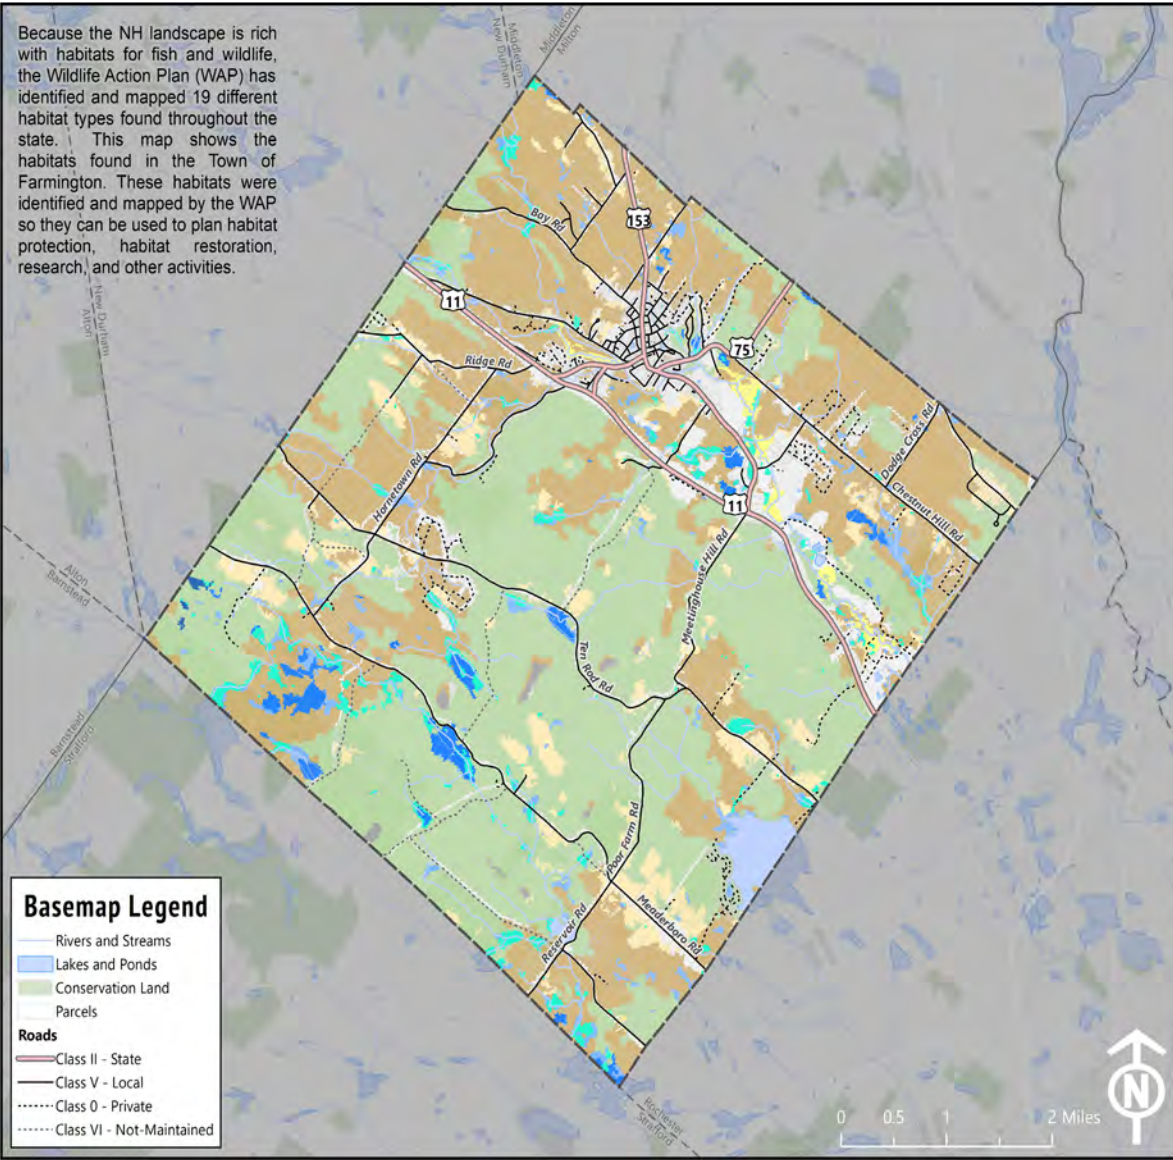 Because the NH landscape is rich
with habitats for fish and wildlife,
the Wildlife Action Plan (WAP) has
identified and mapped 19 different
habitat types found throughout the
state. This map shows the
habitats found in the Town of
Farmington. These habitats were
identified and mapped by the WAP
so they can be used to plan habitat
protection, habitat restoration,
research, and other activities.
Middleton
New Durham
Middleton
Milton
New Durham
Alton
Alton
Barnstead
Barnstead
Strafford
Rochester
Strafford
153
Bay Rd
11
75
Ridge Rd
Dodge Cross Rd
Hornetown Rd
Chestnut Hill Rd
11
Meetinghouse Hill Rd
Ten Rod Rd
Poor Farm Rd
Meaderboro Rd
Reservoir Rd
Basemap Legend
Rivers and Streams
Lakes and Ponds
Conservation Land
Parcels
Roads
Class II - State
Class V - Local
Class 0 - Private
Class VI - Not-Maintained
0 0.5 1 2 Miles
N